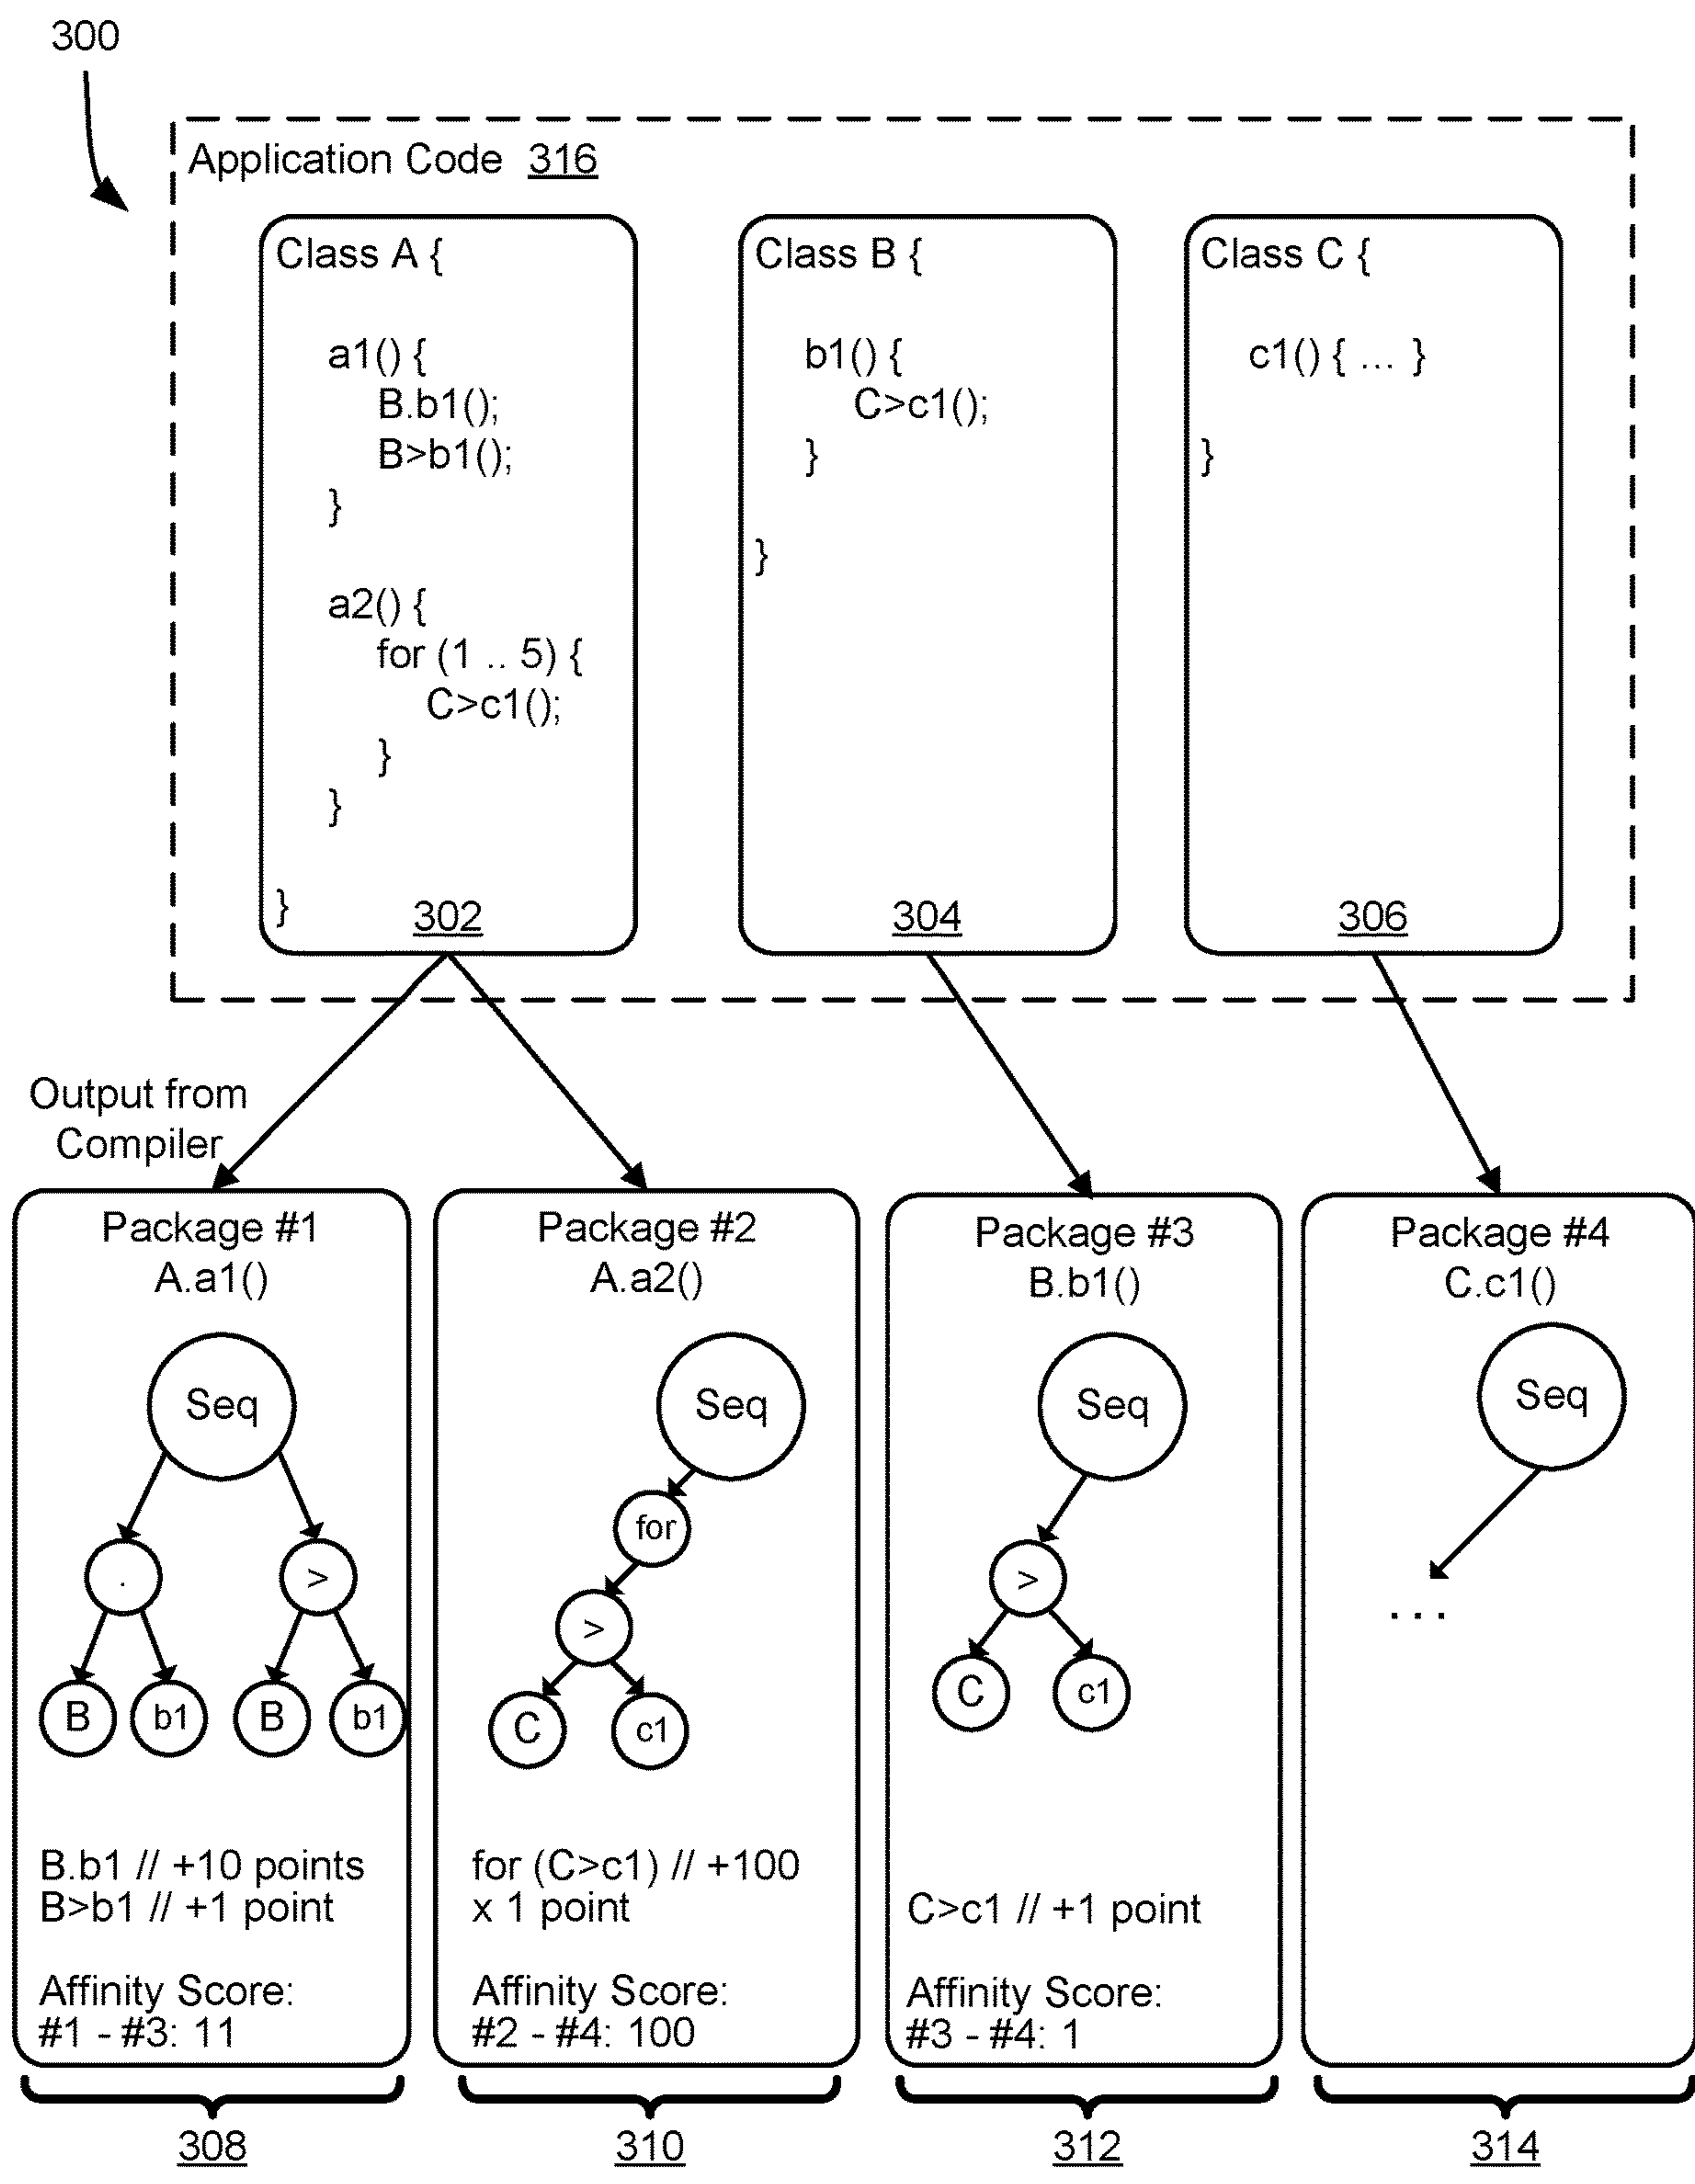 300
Application Code 316
Class A {
a1() {
B.b1();
B>b1();
}
a2() {
for (1 .. 5) {
C>c1();
}
}
}
302
Class B {
b1() {
C>c1();
}
}
304
Class C {
c1() { ... }
}
306
Output from
Compiler
Package #1
A.a1()
Seq
.
>
B
b1
B
b1
B.b1 // +10 points
B>b1 // +1 point
Affinity Score:
#1 - #3: 11
308
Package #2
A.a2()
Seq
for
>
C
c1
for (C>c1) // +100
x 1 point
Affinity Score:
#2 - #4: 100
310
Package #3
B.b1()
Seq
>
C
c1
C>c1 // +1 point
Affinity Score:
#3 - #4: 1
312
Package #4
C.c1()
Seq
...
314